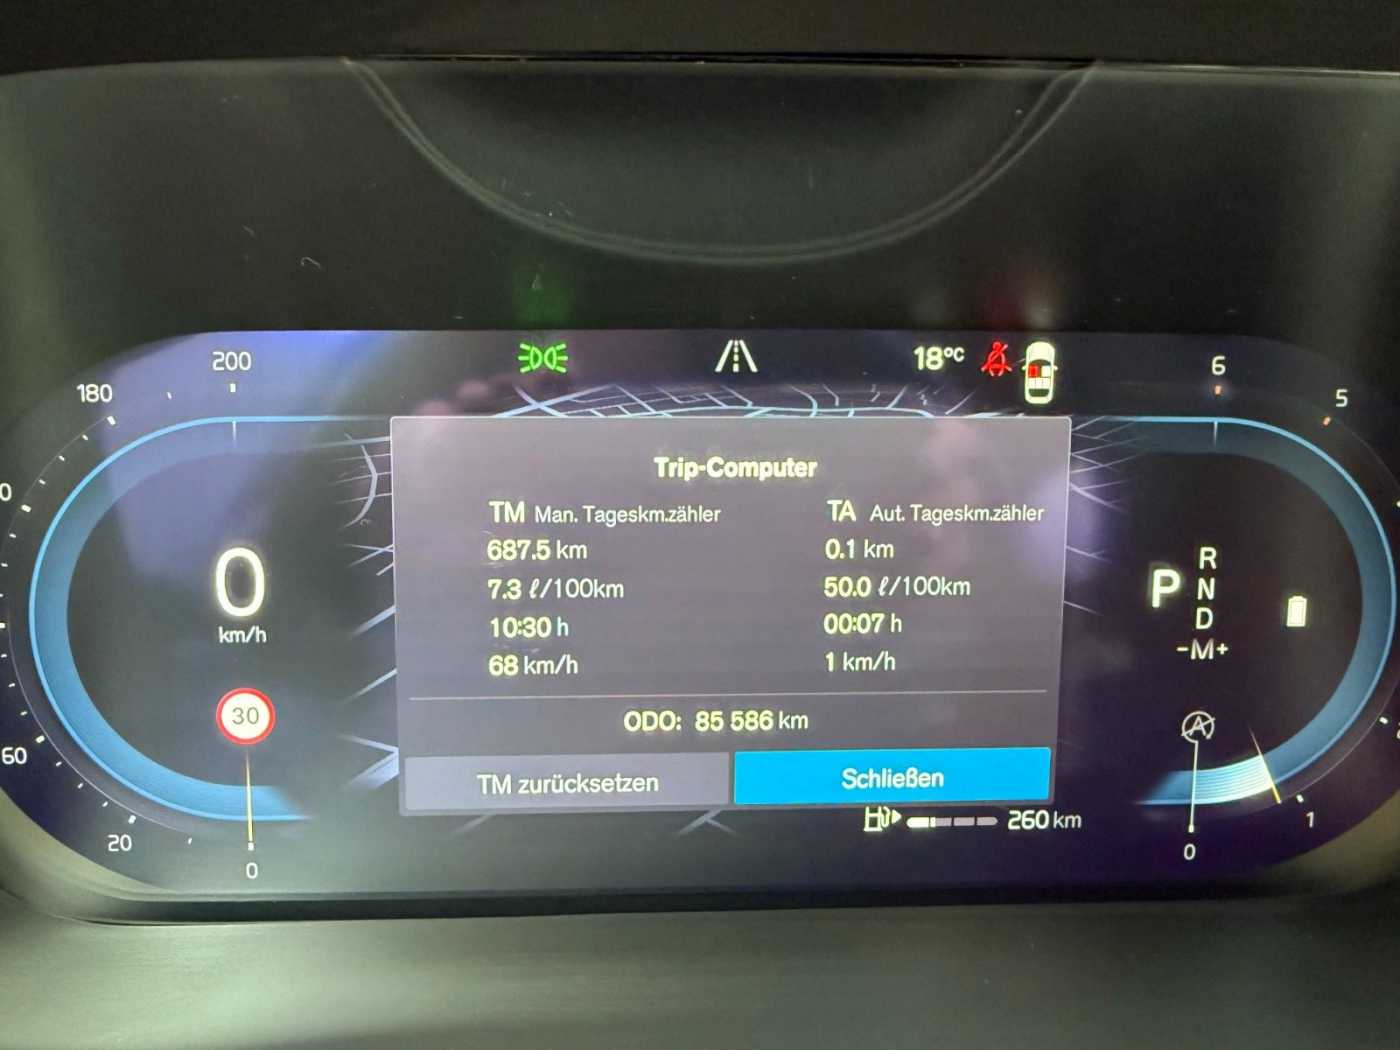 200
180
18°C
6
5
Trip-Computer
TM Man. Tageskm.zähler
TA Aut. Tageskm.zähler
687.5 km
0.1 km
7.3 ℓ/100km
50.0 ℓ/100km
10:30 h
00:07 h
68 km/h
1 km/h
ODO: 85 586 km
TM zurücksetzen
Schließen
0
km/h
30
P
R
N
D
-M+
A
60
20
0
260 km
1
0